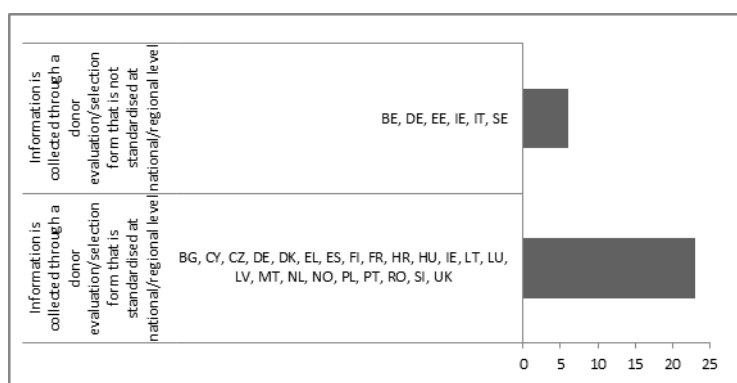 Information is
collected through a
donor
evaluation/selection
form that is not
standardised at
national/regional level
BE, DE, EE, IE, IT, SE
Information is
collected through a
donor
evaluation/selection
form that is
standardised at
national/regional level
BG, CY, CZ, DE, DK, EL, ES, FI, FR, HR, HU, IE, LT, LU,
LV, MT, NL, NO, PL, PT, RO, SI, UK
0 5 10 15 20 25